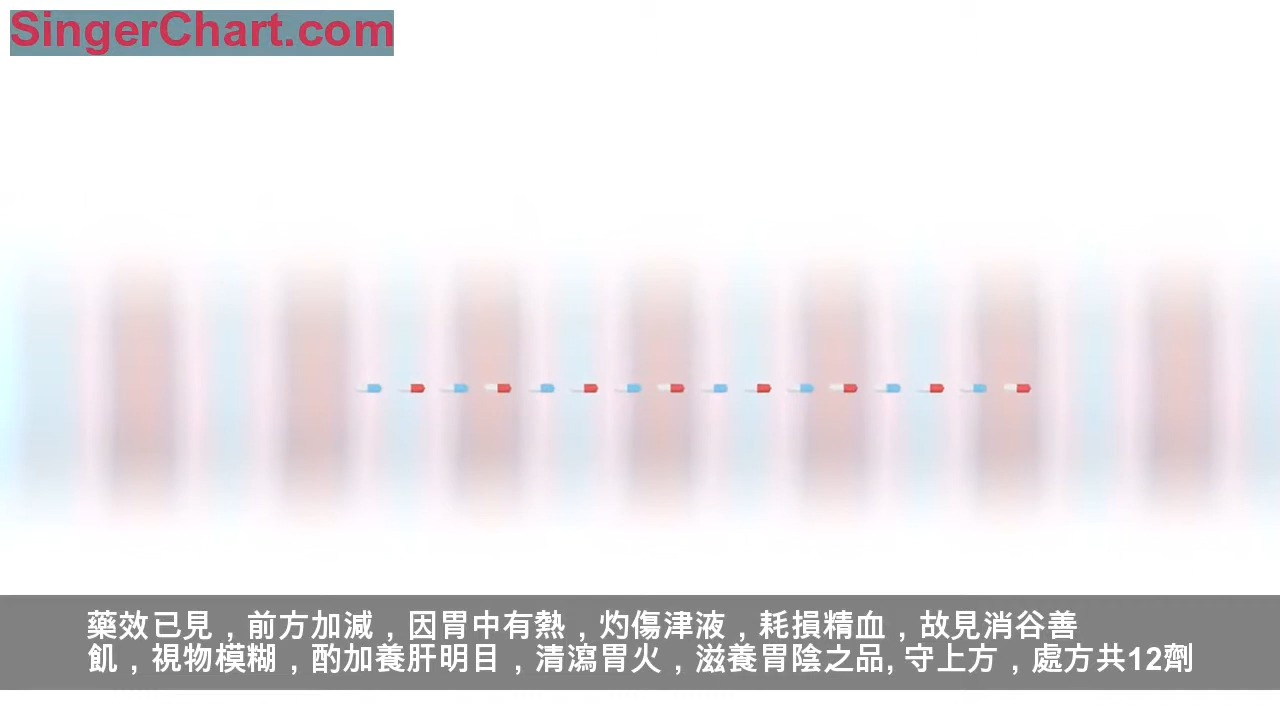 SingerChart.com
藥效已見，前方加減，因胃中有熱，灼傷津液，耗損精血，故見消谷善
飢，視物模糊，酌加養肝明目，清瀉胃火，滋養胃陰之品, 守上方，處方共12劑